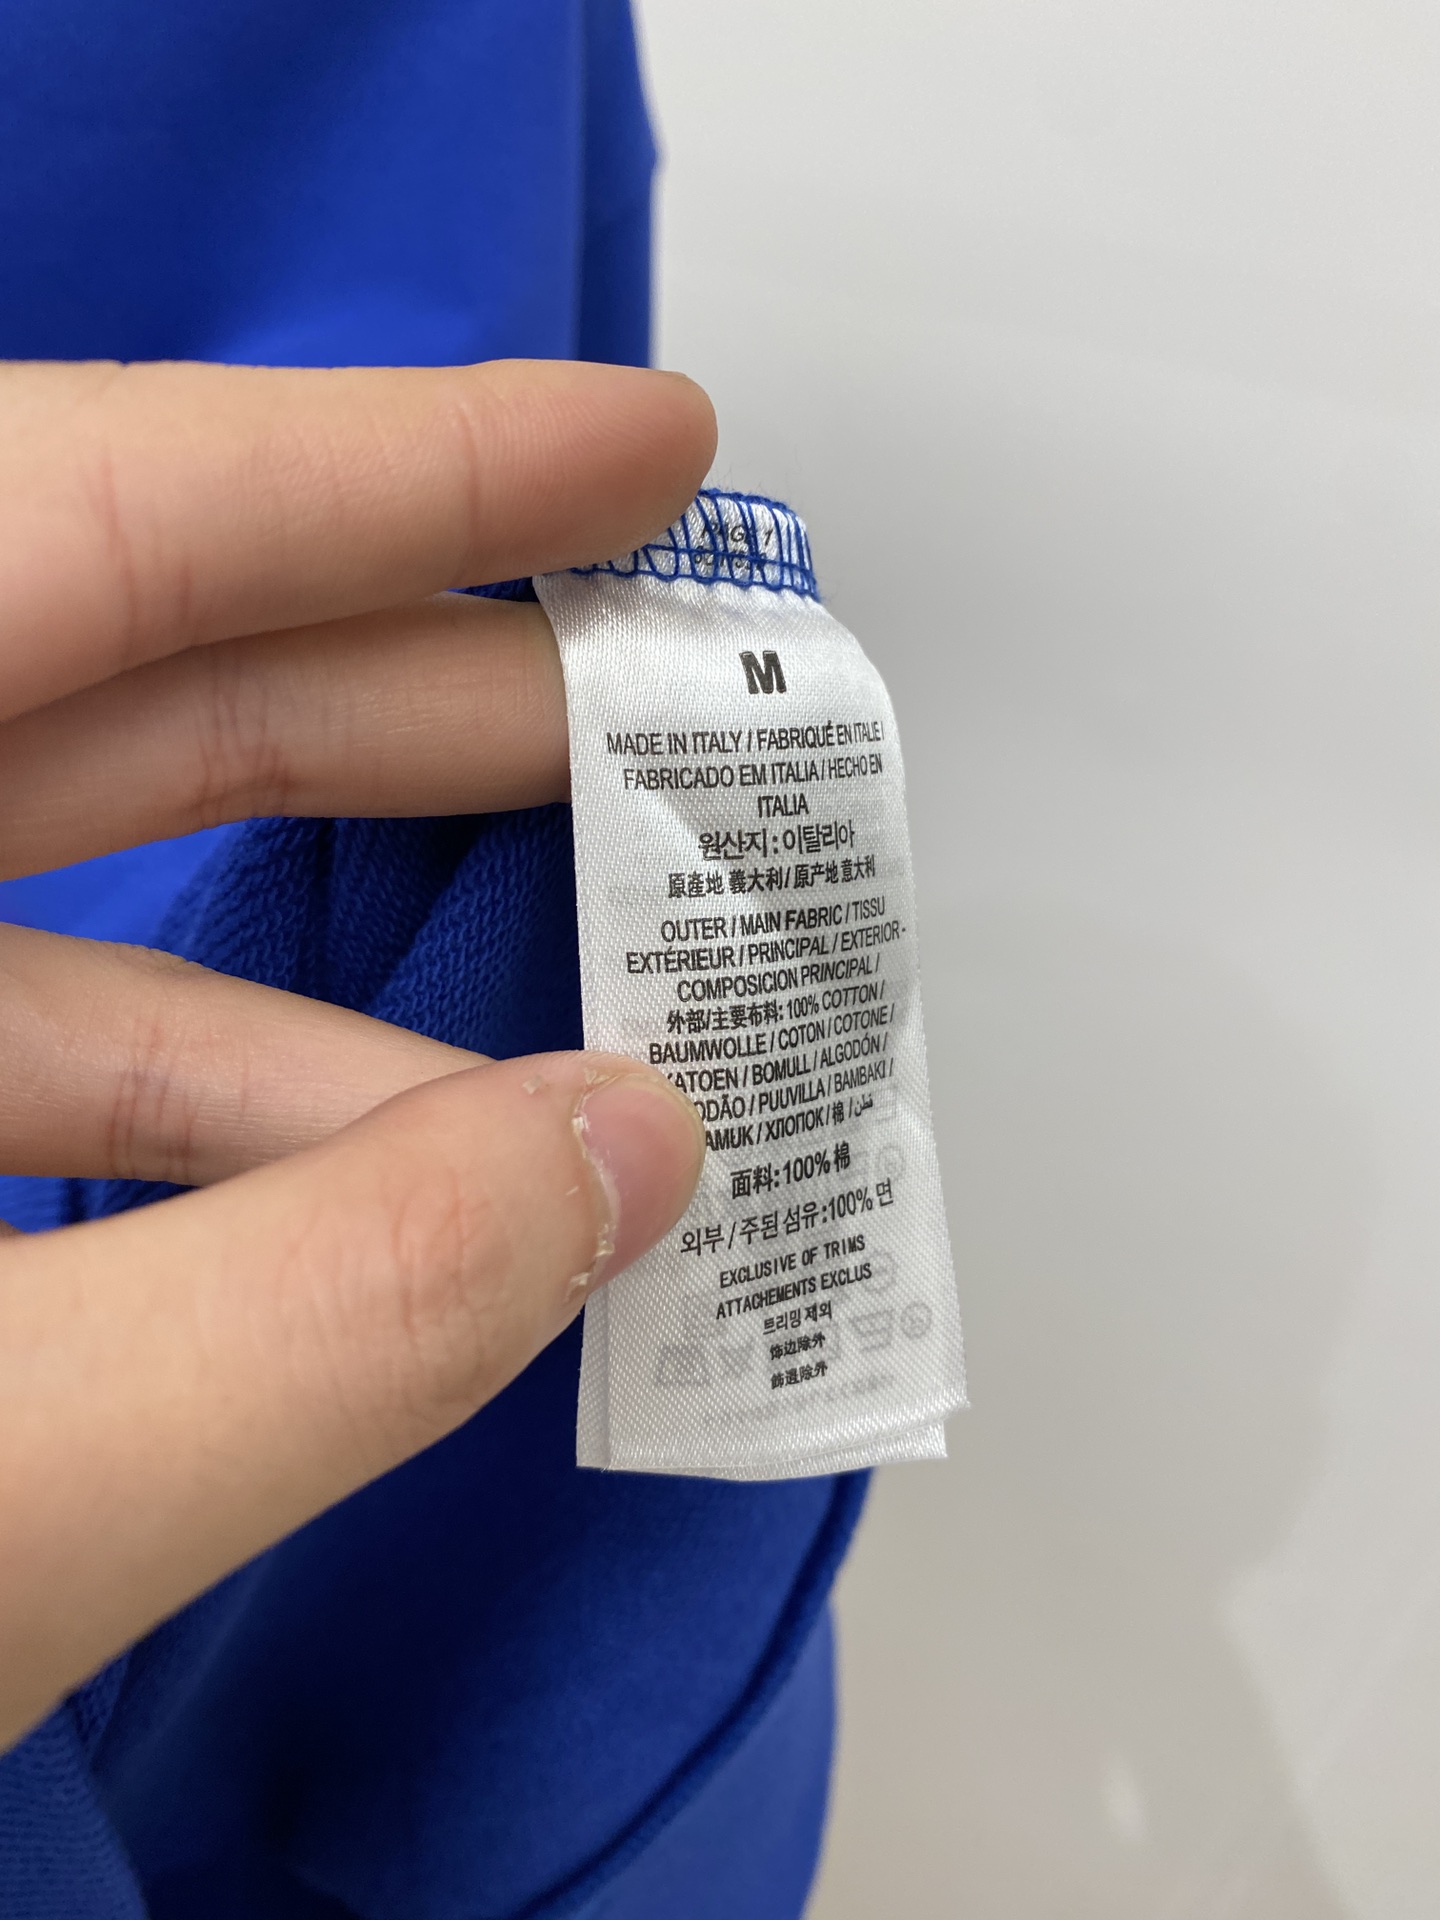 M
MADE IN ITALY / FABRIQUÉ EN ITALIE /
FABRICADO EM ITALIA / HECHO EN
ITALIA
원산지 : 이탈리아
原產地 義大利 / 原产地 意大利
OUTER / MAIN FABRIC / TISSU
EXTÉRIEUR / PRINCIPAL / EXTERIOR -
COMPOSICION PRINCIPAL /
外部/主要布料: 100% COTTON /
BAUMWOLLE / COTON / COTONE /
KATOEN / BOMULL / ALGODÓN /
ODÃO / PUUVILLA / BAMBAKI /
AMUK / ХЛОПОК / 棉 / قطن
面料: 100% 棉
외부 / 주된 섬유:100% 면
EXCLUSIVE OF TRIMS
ATTACHEMENTS EXCLUS
트리밍 제외
饰边除外
飾邊除外